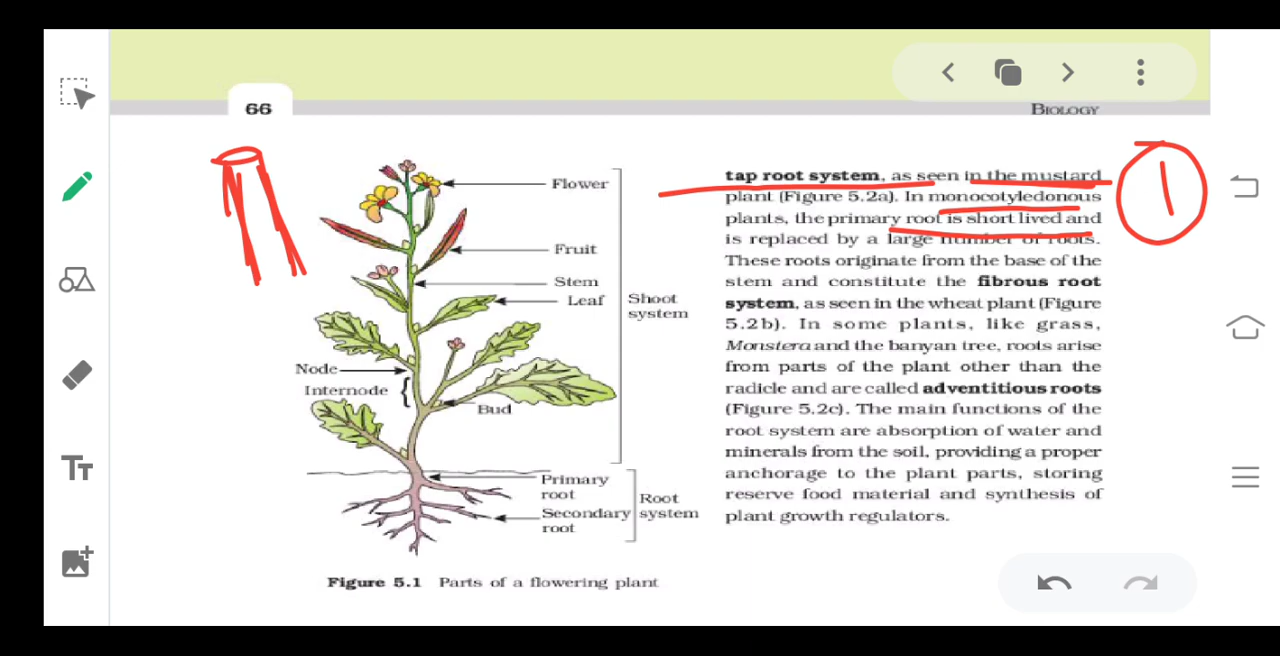 66
BIOLOGY
Flower
Fruit
Stem
Leaf
Shoot
system
Node
Internode
Bud
Primary
root
Secondary
root
Root
system
Figure 5.1 Parts of a flowering plant
tap root system, as seen in the mustard
plant (Figure 5.2a). In monocotyledonous
plants, the primary root is short lived and
is replaced by a large number of roots.
These roots originate from the base of the
stem and constitute the fibrous root
system, as seen in the wheat plant (Figure
5.2b). In some plants, like grass,
Monstera and the banyan tree, roots arise
from parts of the plant other than the
radicle and are called adventitious roots
(Figure 5.2c). The main functions of the
root system are absorption of water and
minerals from the soil, providing a proper
anchorage to the plant parts, storing
reserve food material and synthesis of
plant growth regulators.
1
TT